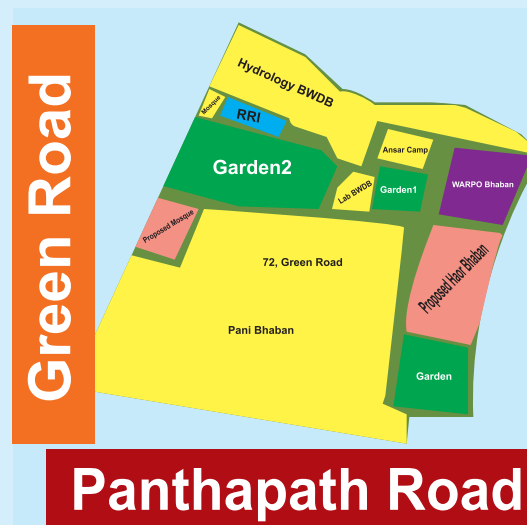 Green Road
Hydrology BWDB
Mosque
RRI
Ansar Camp
Garden2
WARPO Bhaban
Lab BWDB
Garden1
Proposed Mosque
72, Green Road
Proposed Haor Bhaban
Pani Bhaban
Garden
Panthapath Road